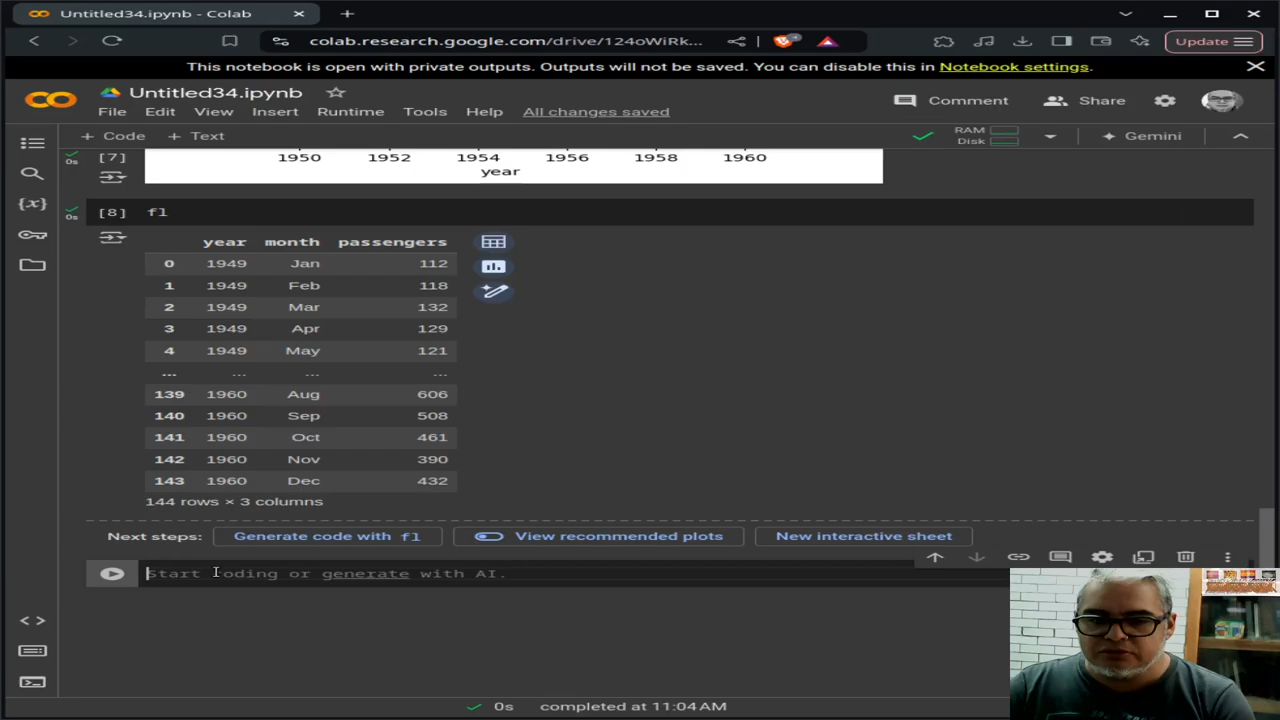 Untitled34.ipynb - Colab
colab.research.google.com/drive/124oWiRk...
Update
This notebook is open with private outputs. Outputs will not be saved. You can disable this in Notebook settings.
Untitled34.ipynb
File Edit View Insert Runtime Tools Help All changes saved
Comment Share
+ Code + Text
RAM
Disk
Gemini
0s [7]
1950 1952 1954 1956 1958 1960
year
0s [8] fl
year month passengers
0 1949 Jan 112
1 1949 Feb 118
2 1949 Mar 132
3 1949 Apr 129
4 1949 May 121
... ... ... ...
139 1960 Aug 606
140 1960 Sep 508
141 1960 Oct 461
142 1960 Nov 390
143 1960 Dec 432
144 rows × 3 columns
Next steps: Generate code with fl View recommended plots New interactive sheet
Start coding or generate with AI.
0s completed at 11:04AM